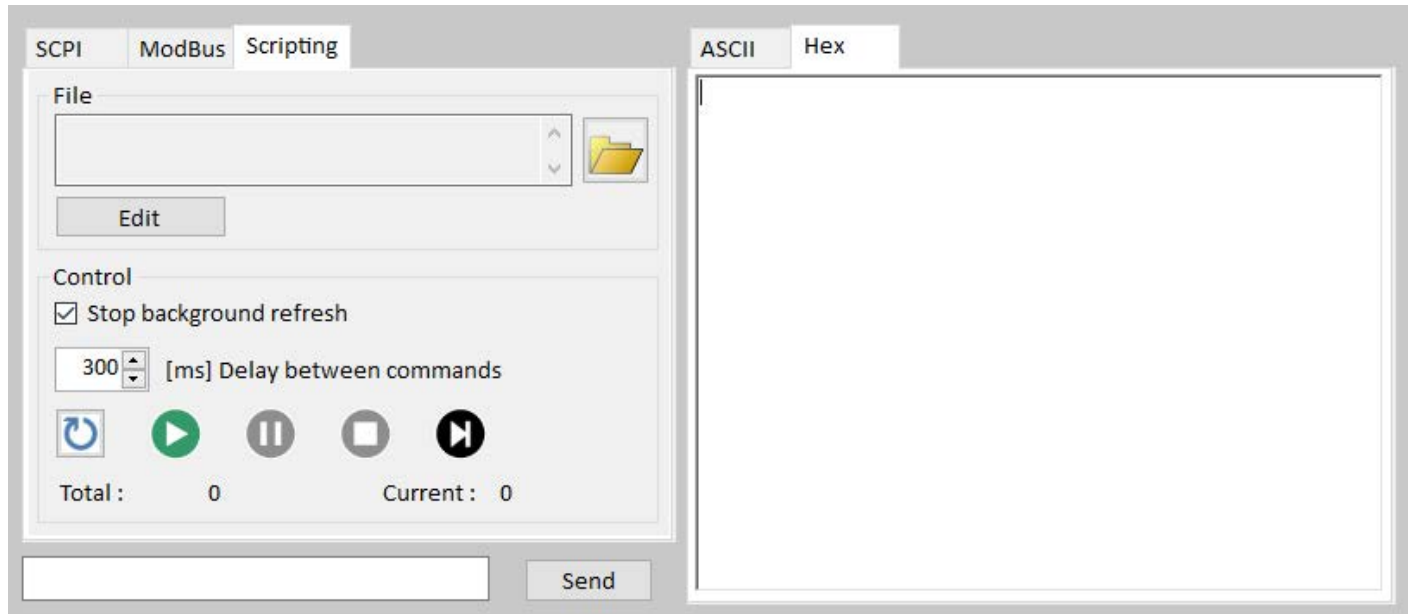 SCPI ModBus Scripting
File
Edit
Control
Stop background refresh
300 [ms] Delay between commands
Total : 0 Current : 0
Send
ASCII Hex